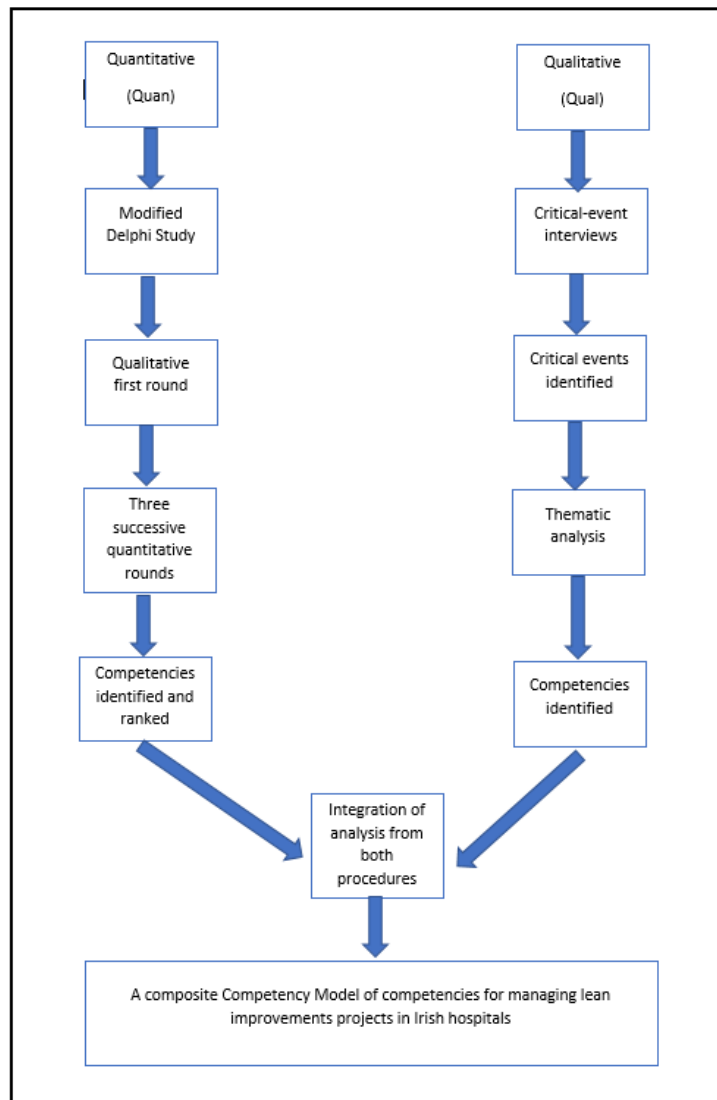 Quantitative
(Quan)
Modified
Delphi Study
Qualitative
first round
Three
successive
quantitative
rounds
Competencies
identified and
ranked
Qualitative
(Qual)
Critical-event
interviews
Critical events
identified
Thematic
analysis
Competencies
identified
Integration of
analysis from
both
procedures
A composite Competency Model of competencies for managing lean
improvements projects in Irish hospitals